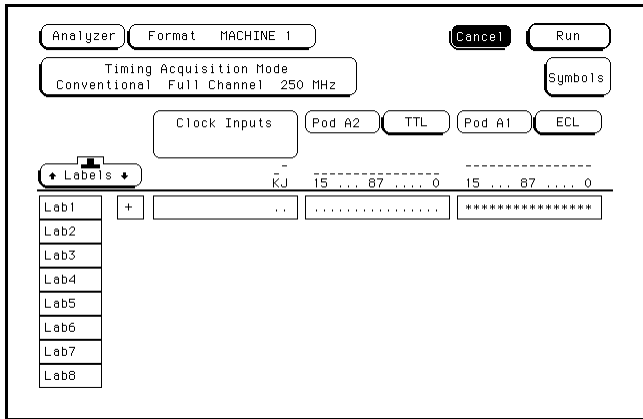 Analyzer Format MACHINE 1 Cancel Run
Timing Acquisition Mode
Conventional Full Channel 250 MHz
Symbols
Clock Inputs Pod A2 TTL Pod A1 ECL
↑ Labels ↓
KJ 15 ... 87 .... 0 15 ... 87 .... 0
Lab1 + .. ................ ****************
Lab2
Lab3
Lab4
Lab5
Lab6
Lab7
Lab8